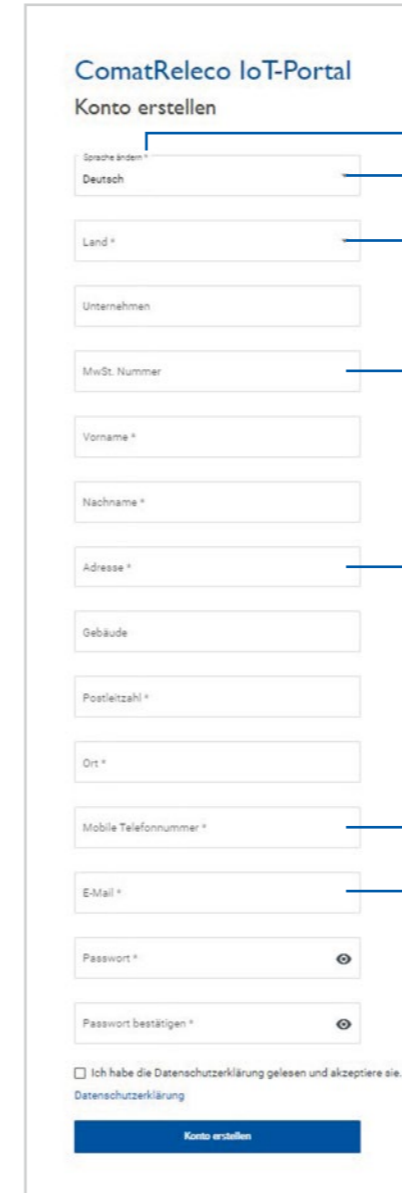 ComatReleco IoT-Portal
Konto erstellen
Sprache ändern *
Deutsch
Land *
Unternehmen
MwSt. Nummer
Vorname *
Nachname *
Adresse *
Gebäude
Postleitzahl *
Ort *
Mobile Telefonnummer *
E-Mail *
Passwort *
Passwort bestätigen *
Ich habe die Datenschutzerklärung gelesen und akzeptiere sie.
Datenschutzerklärung
Konto erstellen